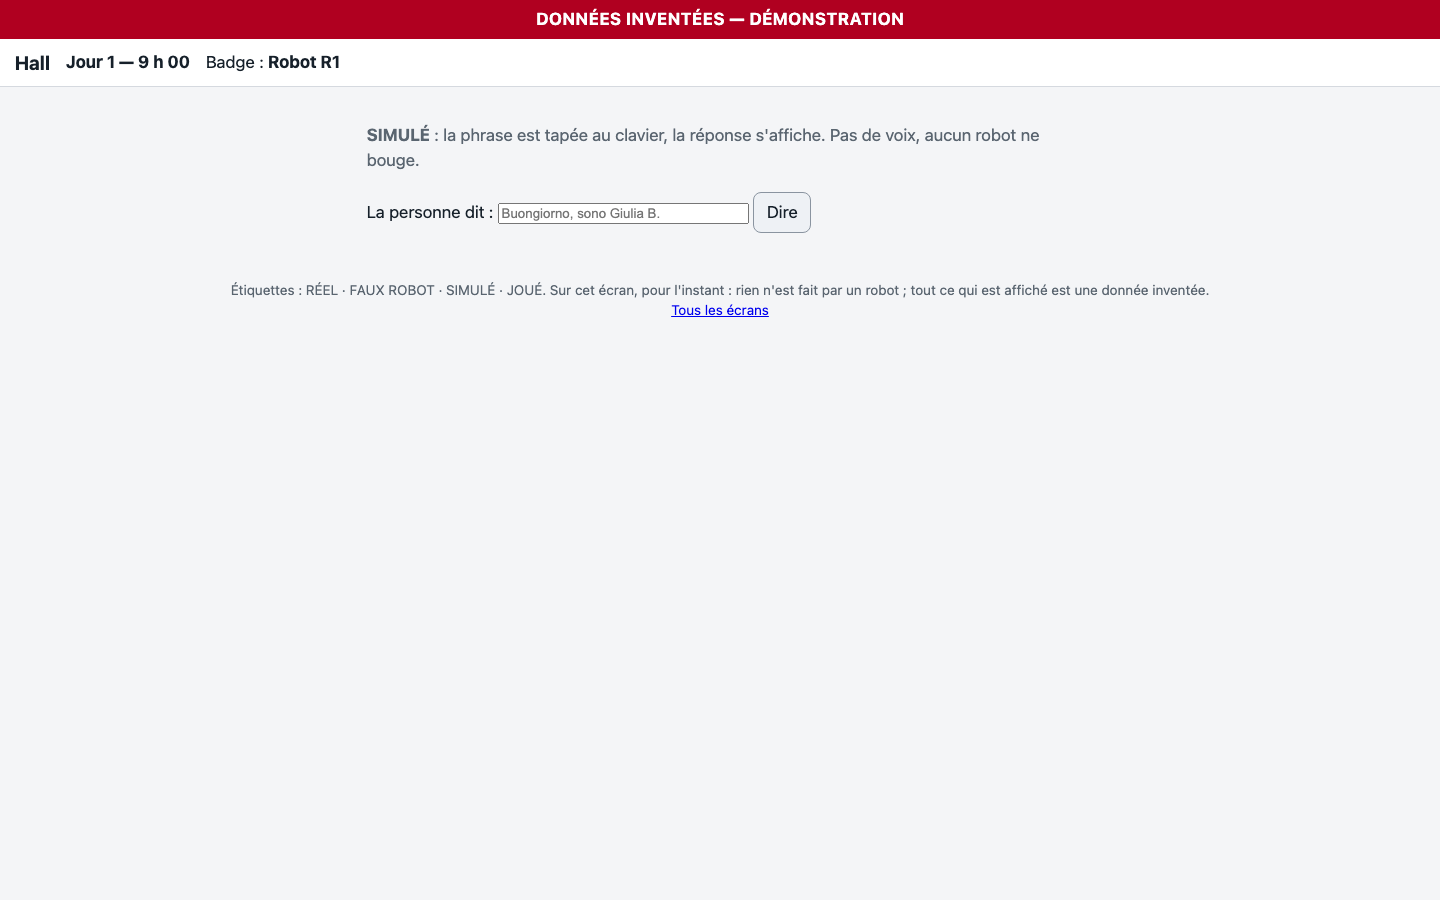 DONNÉES INVENTÉES — DÉMONSTRATION
Hall Jour 1 — 9 h 00 Badge : Robot R1
SIMULÉ : la phrase est tapée au clavier, la réponse s'affiche. Pas de voix, aucun robot ne
bouge.
La personne dit : Buongiorno, sono Giulia B. Dire
Étiquettes : RÉEL · FAUX ROBOT · SIMULÉ · JOUÉ. Sur cet écran, pour l'instant : rien n'est fait par un robot ; tout ce qui est affiché est une donnée inventée.
Tous les écrans